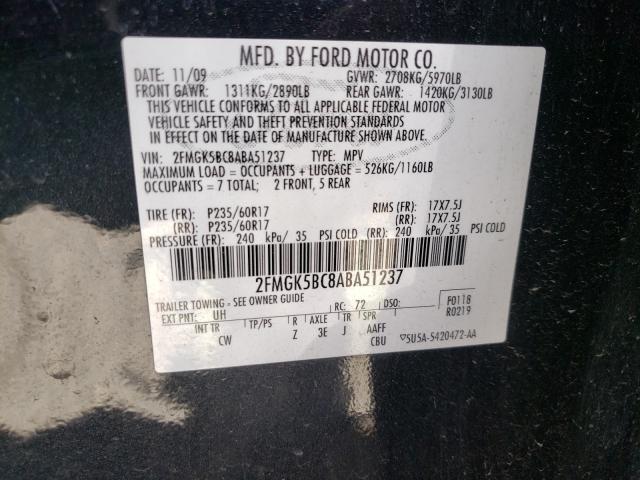 MFD. BY FORD MOTOR CO.
DATE: 11/09 GVWR: 2708KG/5970LB
FRONT GAWR: 1311KG/2890LB REAR GAWR: 1420KG/3130LB
THIS VEHICLE CONFORMS TO ALL APPLICABLE FEDERAL MOTOR
VEHICLE SAFETY AND THEFT PREVENTION STANDARDS
IN EFFECT ON THE DATE OF MANUFACTURE SHOWN ABOVE.
VIN: 2FMGK5BC8ABA51237 TYPE: MPV
MAXIMUM LOAD = OCCUPANTS + LUGGAGE = 526KG/1160LB
OCCUPANTS = 7 TOTAL; 2 FRONT, 5 REAR
TIRE (FR): P235/60R17 RIMS (FR): 17X7.5J
(RR): P235/60R17 (RR): 17X7.5J
PRESSURE (FR): 240 kPa/ 35 PSI COLD (RR): 240 kPa/ 35 PSI COLD
2FMGK5BC8ABA51237
TRAILER TOWING - SEE OWNER GUIDE
EXT PNT: UH RC: 72 DSO: F0118
INT TR TP/PS R AXLE TR SPR R0219
CW Z 3E J AAFF
CBU ▽5U5A-5420472-AA